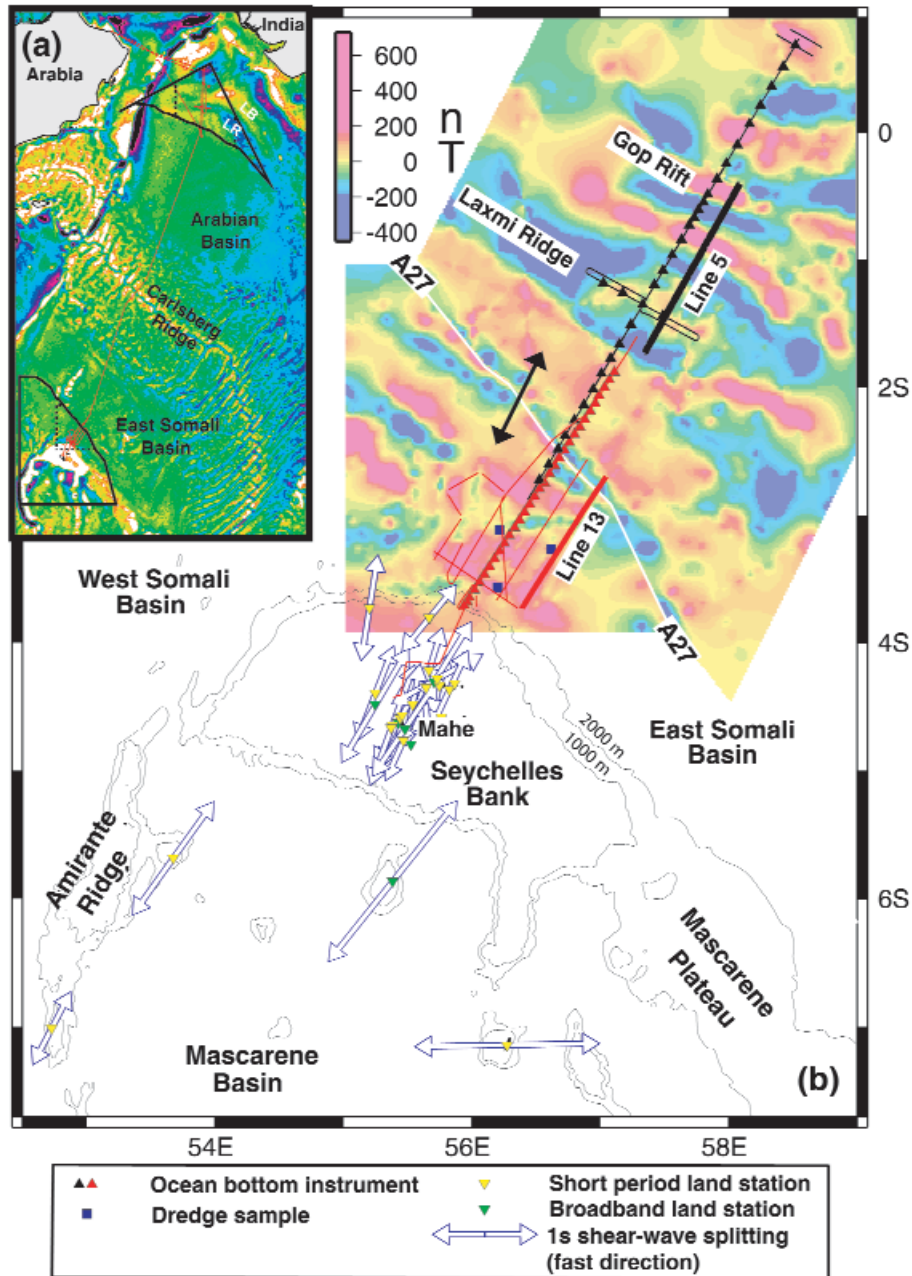 (a)
India
Arabia
LB
LR
Arabian
Basin
Carlsberg
Ridge
East Somali
Basin
600
400
200
0
-200
-400
n
T
Gop Rift
Laxmi Ridge
Line 5
A27
Line 13
A27
0
2S
4S
6S
West Somali
Basin
Mahe
Seychelles
Bank
2000 m
1000 m
East Somali
Basin
Amirante
Ridge
Mascarene
Plateau
Mascarene
Basin
(b)
54E
56E
58E
Ocean bottom instrument
Dredge sample
Short period land station
Broadband land station
1s shear-wave splitting
(fast direction)